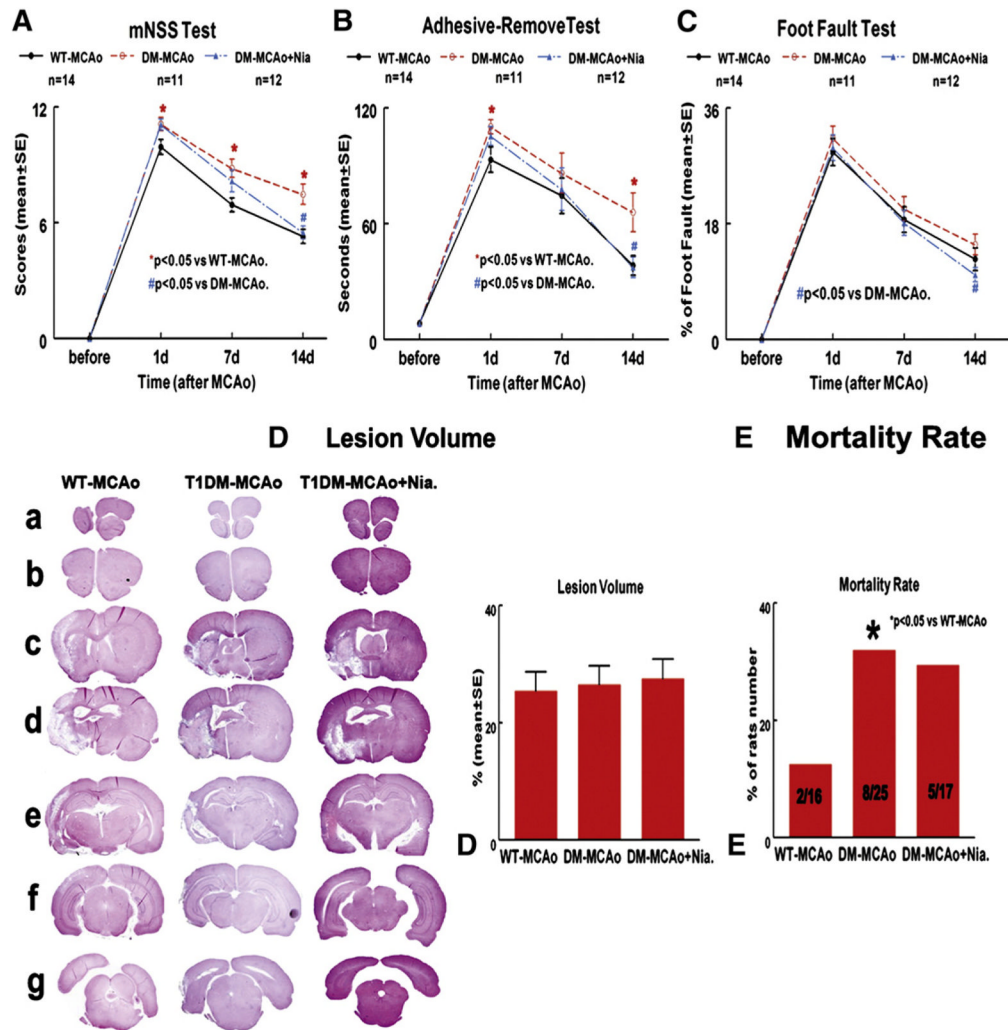 A
mNSS Test
WT-MCAo DM-MCAo DM-MCAo+Nia
n=14 n=11 n=12
Scores (mean±SE)
12
6
0
*
*
*
#
*p<0.05 vs WT-MCAo.
#p<0.05 vs DM-MCAo.
before 1d 7d 14d
Time (after MCAo)
B
Adhesive-RemoveTest
WT-MCAo DM-MCAo DM-MCAo+Nia
n=14 n=11 n=12
Seconds (mean±SE)
120
60
0
*
*
#
*p<0.05 vs WT-MCAo.
#p<0.05 vs DM-MCAo.
before 1d 7d 14d
Time (after MCAo)
C
Foot Fault Test
WT-MCAo DM-MCAo DM-MCAo+Nia
n=14 n=11 n=12
% of Foot Fault (mean±SE)
36
18
0
#
#p<0.05 vs DM-MCAo.
before 1d 7d 14d
Time (after MCAo)
D Lesion Volume
WT-MCAo T1DM-MCAo T1DM-MCAo+Nia.
a
b
c
d
e
f
g
Lesion Volume
% (mean±SE)
40
20
0
D
WT-MCAo DM-MCAo DM-MCAo+Nia.
E Mortality Rate
Mortality Rate
*p<0.05 vs WT-MCAo
*
% of rats number
40
20
0
2/16 8/25 5/17
E
WT-MCAo DM-MCAo DM-MCAo+Nia.